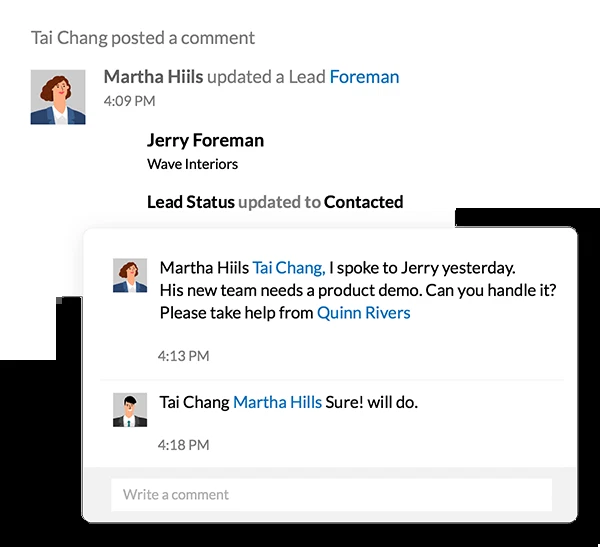 Tai Chang posted a comment
Martha Hiils updated a Lead Foreman
4:09 PM
Jerry Foreman
Wave Interiors
Lead Status updated to Contacted
Martha Hiils Tai Chang, I spoke to Jerry yesterday.
His new team needs a product demo. Can you handle it?
Please take help from Quinn Rivers
4:13 PM
Tai Chang Martha Hills Sure! will do.
4:18 PM
Write a comment